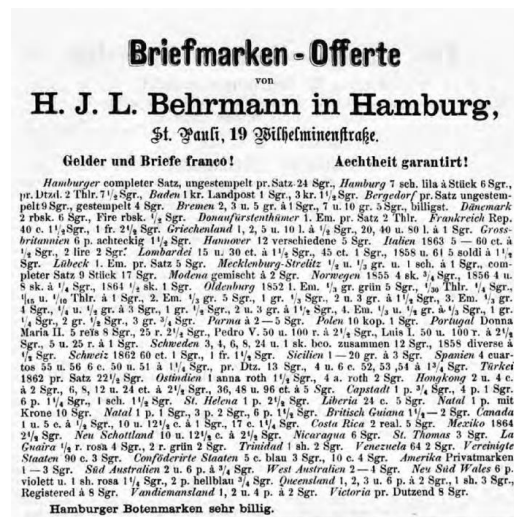 Briefmarken-Offerte
von
H. J. L. Behrmann in Hamburg,
St. Pauli, 19 Wilhelminenstraße.
Gelder und Briefe franco! Aechtheit garantirt!
Hamburger completer Satz, ungestempelt pr. Satz 24 Sgr., Hamburg 7 sch. lila à Stück 6 Sgr.,
pr. Dtzd. 2 Thlr. 7½ Sgr., Baden 1 kr. Landpost 1 Sgr., 3 kr. 1½ Sgr. Bergedorf pr. Satz ungestem-
pelt 9 Sgr., gestempelt 4 Sgr. Bremen 2, 3 u. 5 gr. à 1 Sgr., 7 u. 10 gr. 5 Sgr., billigst. Dänemark
2 rbsk. 6 Sgr., Fire rbsk. ½ Sgr. Donaufürstenthümer 1. Em. pr. Satz 2 Thlr. Frankreich Rep.
40 c. 1½ Sgr., 1 fr. 2½ Sgr. Griechenland 1, 2, 5 u. 10 l. à ½ Sgr., 20, 40 u. 80 l. à 1 Sgr. Gross-
britannien 6 p. achteckig 1½ Sgr. Hannover 12 verschiedene 5 Sgr. Italien 1863 5 — 60 ct. à
½ Sgr., 2 lire 2 Sgr. Lombardei 15 u. 30 ct. à 1½ Sgr., 45 ct. 1 Sgr., 1858 u. 61 5 soldi à 1½
Sgr. Lübeck 1. Em. pr. Satz 5 Sgr. Mecklenburg-Strelitz ¼ u. ⅓ gr. u. 1 sch. à 1 Sgr., com-
pleter Satz 9 Stück 17 Sgr. Modena gemischt à 2 Sgr. Norwegen 1855 4 sk. ¾ Sgr., 1856 4 u.
8 sk. à ¼ Sgr., 1864 ½ sk. 1 Sgr. Oldenburg 1852 1. Em. ⅓ gr. grün 5 Sgr., 1/30 Thlr. ¼ Sgr.,
1/15 u. 1/10 Thlr. à 1 Sgr., 2. Em. ⅓ gr. 5 Sgr., 1 gr. ⅓ Sgr., 2 u. 3 gr. à 1½ Sgr., 3. Em. ⅓ gr.
4 Sgr., ¼ u. ½ gr. à 3 Sgr., 1 gr. ½ Sgr., 2 u. 3 gr. à 1½ Sgr., 4. Em. ⅓ u. ½ gr. à ½ Sgr., 1 gr.
¼ Sgr., 2 gr. ½ Sgr., 3 gr. ¾ Sgr. Parma à 2 — 5 Sgr. Polen 10 kop. 1 Sgr. Portugal Donna
Maria II. 5 reïs 8 Sgr., 25 r. 2½ Sgr., Pedro V. 50 u. 100 r. à 2½ Sgr., Luis I. 50 u. 100 r. à 2½
Sgr., 5 u. 25 r. à 1 Sgr. Schweden 3, 4, 6, 8, 24 u. 1 sk. bco. zusammen 12 Sgr., 1858 diverse à
½ Sgr. Schweiz 1862 60 ct. 1 Sgr., 1 fr. 1½ Sgr. Sicilien 1 — 20 gr. à 3 Sgr. Spanien 4 cuar-
tos 55 u. 56 6 c. 50 u. 51 à 1½ Sgr., pr. Dtz. 13 Sgr., 4 u. 6 c. 52, 53, 54 à 1¾ Sgr. Türkei
1862 pr. Satz 22½ Sgr. Ostindien 1 anna roth 1½ Sgr., 4 a. roth 2 Sgr. Hongkong 2 u. 4 c.
à 2 Sgr., 6, 8, 12 u. 24 ct. à 2½ Sgr., 36, 48 u. 96 ct. à 5 Sgr. Capstadt 1 p. ¾ Sgr., 4 p. 1 Sgr.
6 p. 1¼ Sgr., 1 sch. 1½ Sgr. St. Helena 1 p. 2½ Sgr. Liberia 24 c. 5 Sgr. Natal 1 p. mit
Krone 10 Sgr. Natal 1 p. 1 Sgr., 3 p. 2 Sgr., 6 p. 1½ Sgr. Britisch Guiana 1½ — 2 Sgr. Canada
1 u. 5 c. à ½ Sgr., 10 u. 12½ c. à 1 Sgr., 17 c. 1¼ Sgr. Costa Rica 2 real. 5 Sgr. Mexiko 1864
2½ Sgr. Neu Schottland 10 u. 12½ c. à 2½ Sgr. Nicaragua 6 Sgr. St. Thomas 3 Sgr. La
Guaira ½ r. rosa 4 Sgr., 2 r. grün 2 Sgr. Trinidad 1 sh. 2 Sgr. Venezuela 64 2 Sgr. Vereinigte
Staaten 90 c. 3 Sgr. Conföderirte Staaten 5 c. blau 3 Sgr., 10 c. 4 Sgr. Amerika Privatmarken
1 — 3 Sgr. Süd Australien 2 u. 6 p. à ¾ Sgr. West Australien 2 — 4 Sgr. Neu Süd Wales 6 p.
violett u. 1 sh. rosa 1¼ Sgr., 2 p. hellblau ¾ Sgr. Queensland 1, 2, 3 u. 6 p. à 2 Sgr., 1 sh. 3 Sgr.,
Registered à 8 Sgr. Vandiemansland 1, 2 u. 4 p. à 2 Sgr. Victoria pr. Dutzend 8 Sgr.
Hamburger Botenmarken sehr billig.